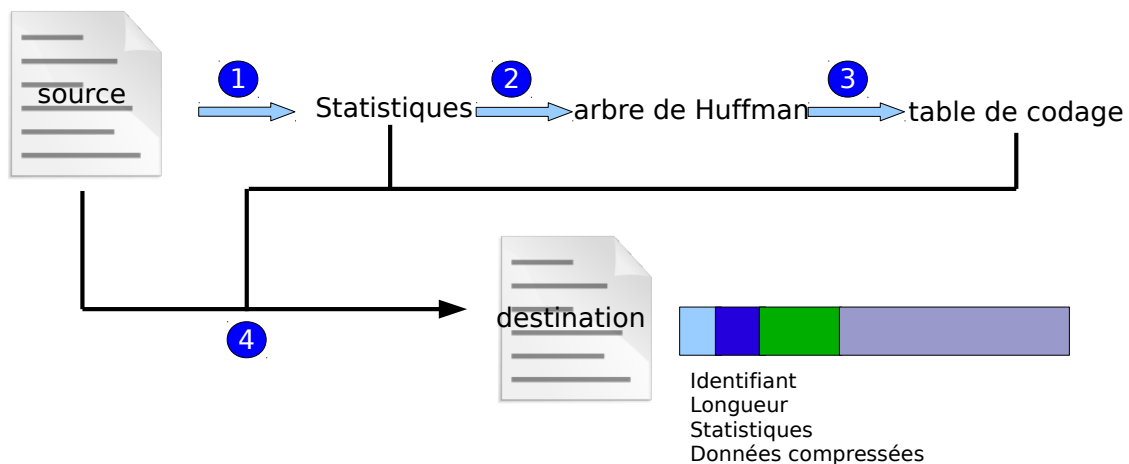 1
2
3
source
Statistiques
arbre de Huffman
table de codage
destination
4
Identifiant
Longueur
Statistiques
Données compressées